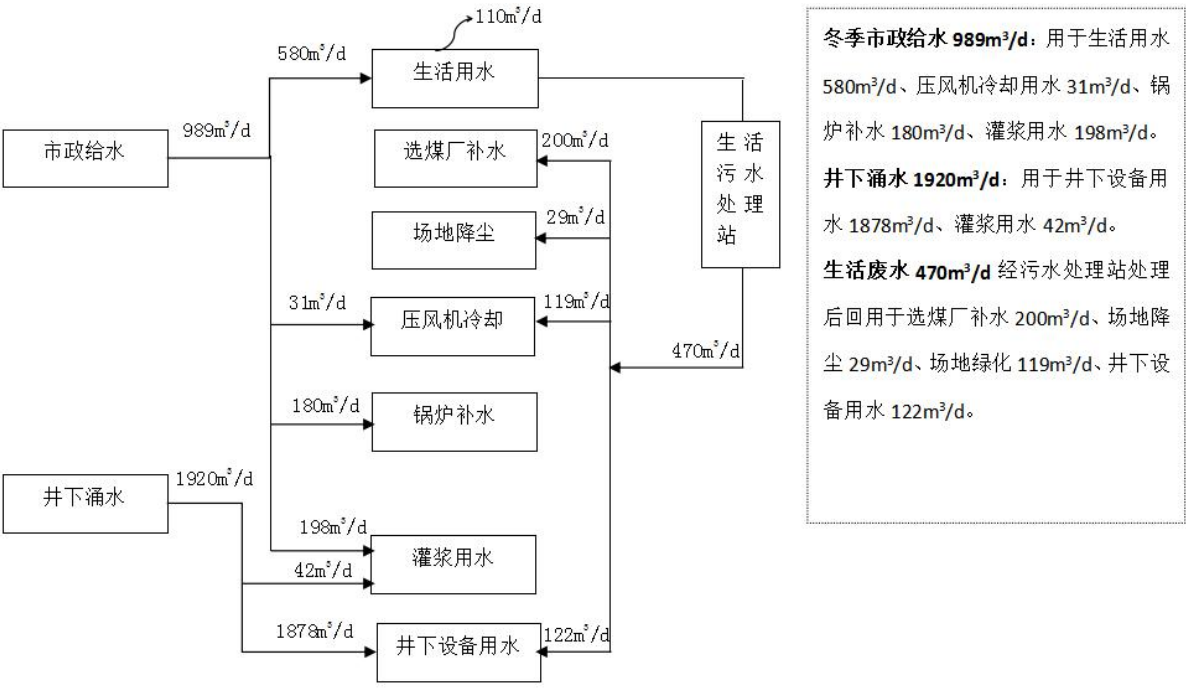 110m³/d
580m³/d
生活用水
989m³/d
市政给水
选煤厂补水
200m³/d
生活
污水
处理
站
场地降尘
29m³/d
31m³/d
压风机冷却
119m³/d
470m³/d
180m³/d
锅炉补水
1920m³/d
井下涌水
198m³/d
灌浆用水
42m³/d
1878m³/d
井下设备用水
122m³/d
冬季市政给水 989m³/d：用于生活用水
580m³/d、压风机冷却用水 31m³/d、锅
炉补水 180m³/d、灌浆用水 198m³/d。
井下涌水 1920m³/d：用于井下设备用
水 1878m³/d、灌浆用水 42m³/d。
生活废水 470m³/d 经污水处理站处理
后回用于选煤厂补水 200m³/d、场地降
尘 29m³/d、场地绿化 119m³/d、井下设
备用水 122m³/d。